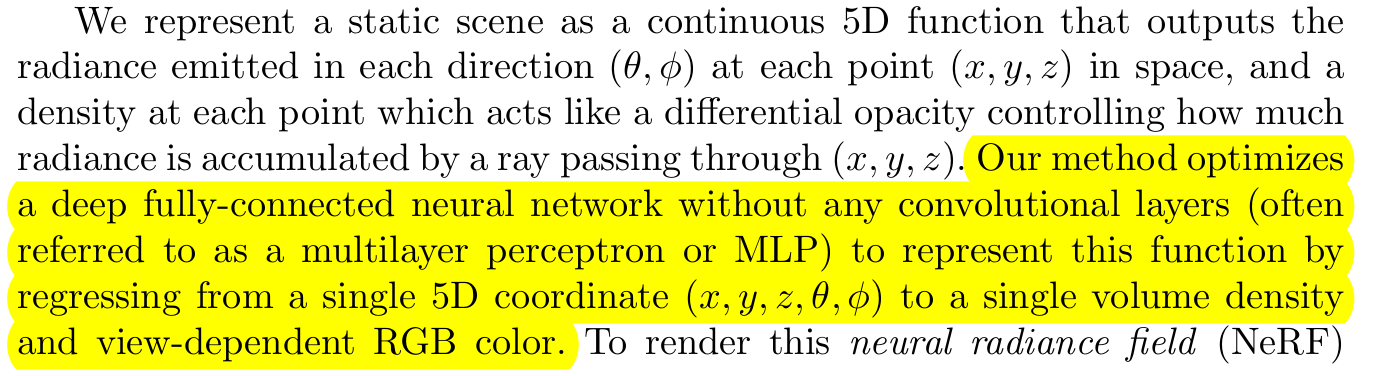 We represent a static scene as a continuous 5D function that outputs the
radiance emitted in each direction (θ, ϕ) at each point (x, y, z) in space, and a
density at each point which acts like a differential opacity controlling how much
radiance is accumulated by a ray passing through (x, y, z). Our method optimizes
a deep fully-connected neural network without any convolutional layers (often
referred to as a multilayer perceptron or MLP) to represent this function by
regressing from a single 5D coordinate (x, y, z, θ, ϕ) to a single volume density
and view-dependent RGB color. To render this neural radiance field (NeRF)